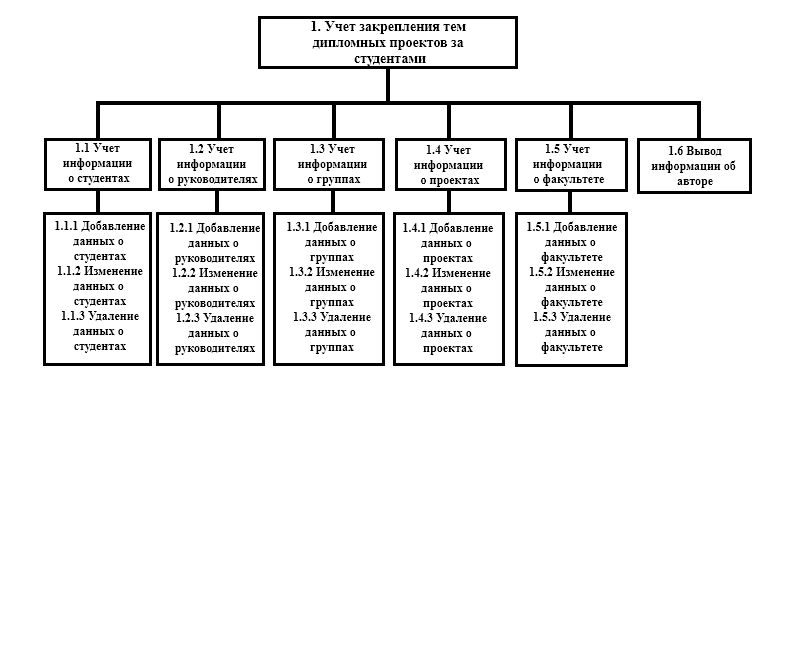 1. Учет закрепления тем
дипломных проектов за
студентами
1.1 Учет
информации
о студентах
1.2 Учет
информации
о руководителях
1.3 Учет
информации
о группах
1.4 Учет
информации
о проектах
1.5 Учет
информации
о факультете
1.6 Вывод
информации об
авторе
1.1.1 Добавление
данных о
студентах
1.1.2 Изменение
данных о
студентах
1.1.3 Удаление
данных о
студентах
1.2.1 Добавление
данных о
руководителях
1.2.2 Изменение
данных о
руководителях
1.2.3 Удаление
данных о
руководителях
1.3.1 Добавление
данных о
группах
1.3.2 Изменение
данных о
группах
1.3.3 Удаление
данных о
группах
1.4.1 Добавление
данных о
проектах
1.4.2 Изменение
данных о
проектах
1.4.3 Удаление
данных о
проектах
1.5.1 Добавление
данных о
факультете
1.5.2 Изменение
данных о
факультете
1.5.3 Удаление
данных о
факультете